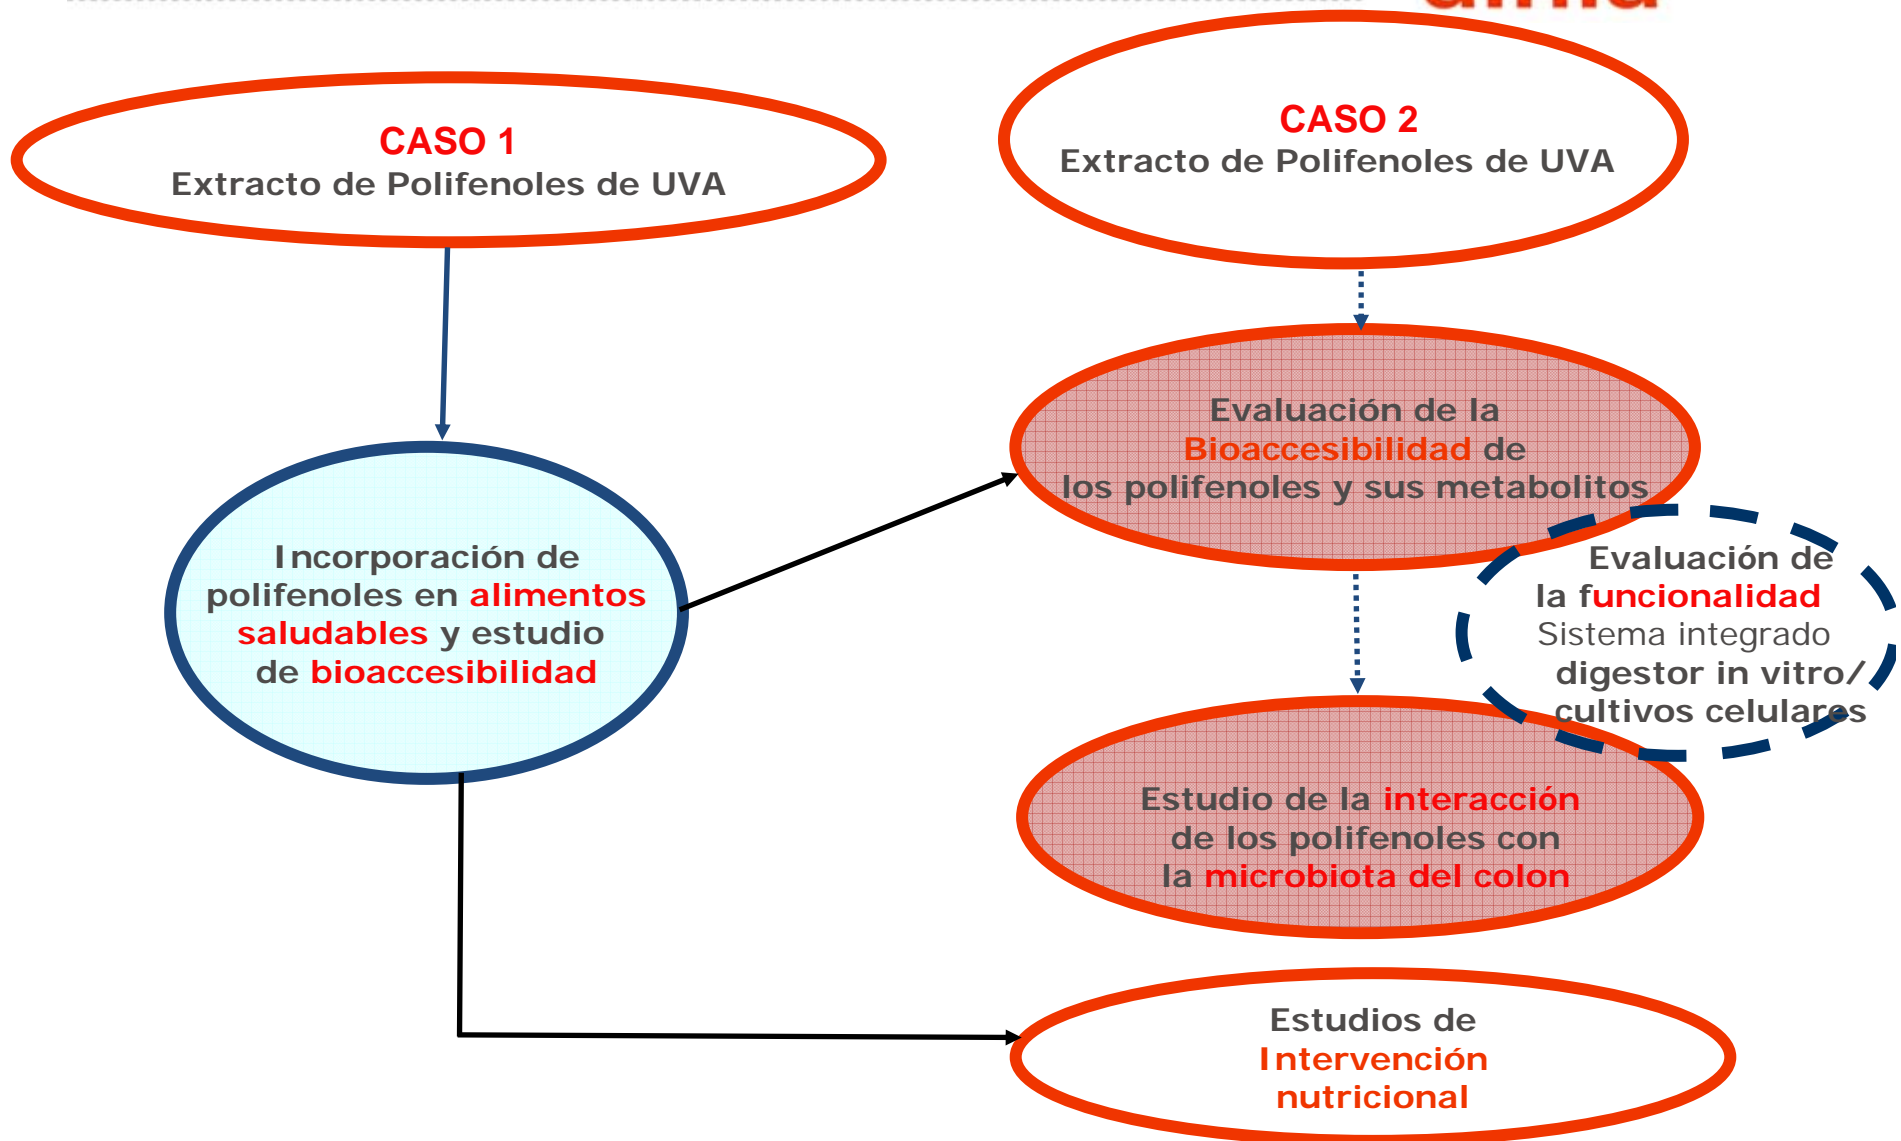 CASO 1
Extracto de Polifenoles de UVA
CASO 2
Extracto de Polifenoles de UVA
Incorporación de
polifenoles en alimentos
saludables y estudio
de bioaccesibilidad
Evaluación de la
Bioaccesibilidad de
los polifenoles y sus metabolitos
Evaluación de
la funcionalidad
Sistema integrado
digestor in vitro/
cultivos celulares
Estudio de la interacción
de los polifenoles con
la microbiota del colon
Estudios de
Intervención
nutricional